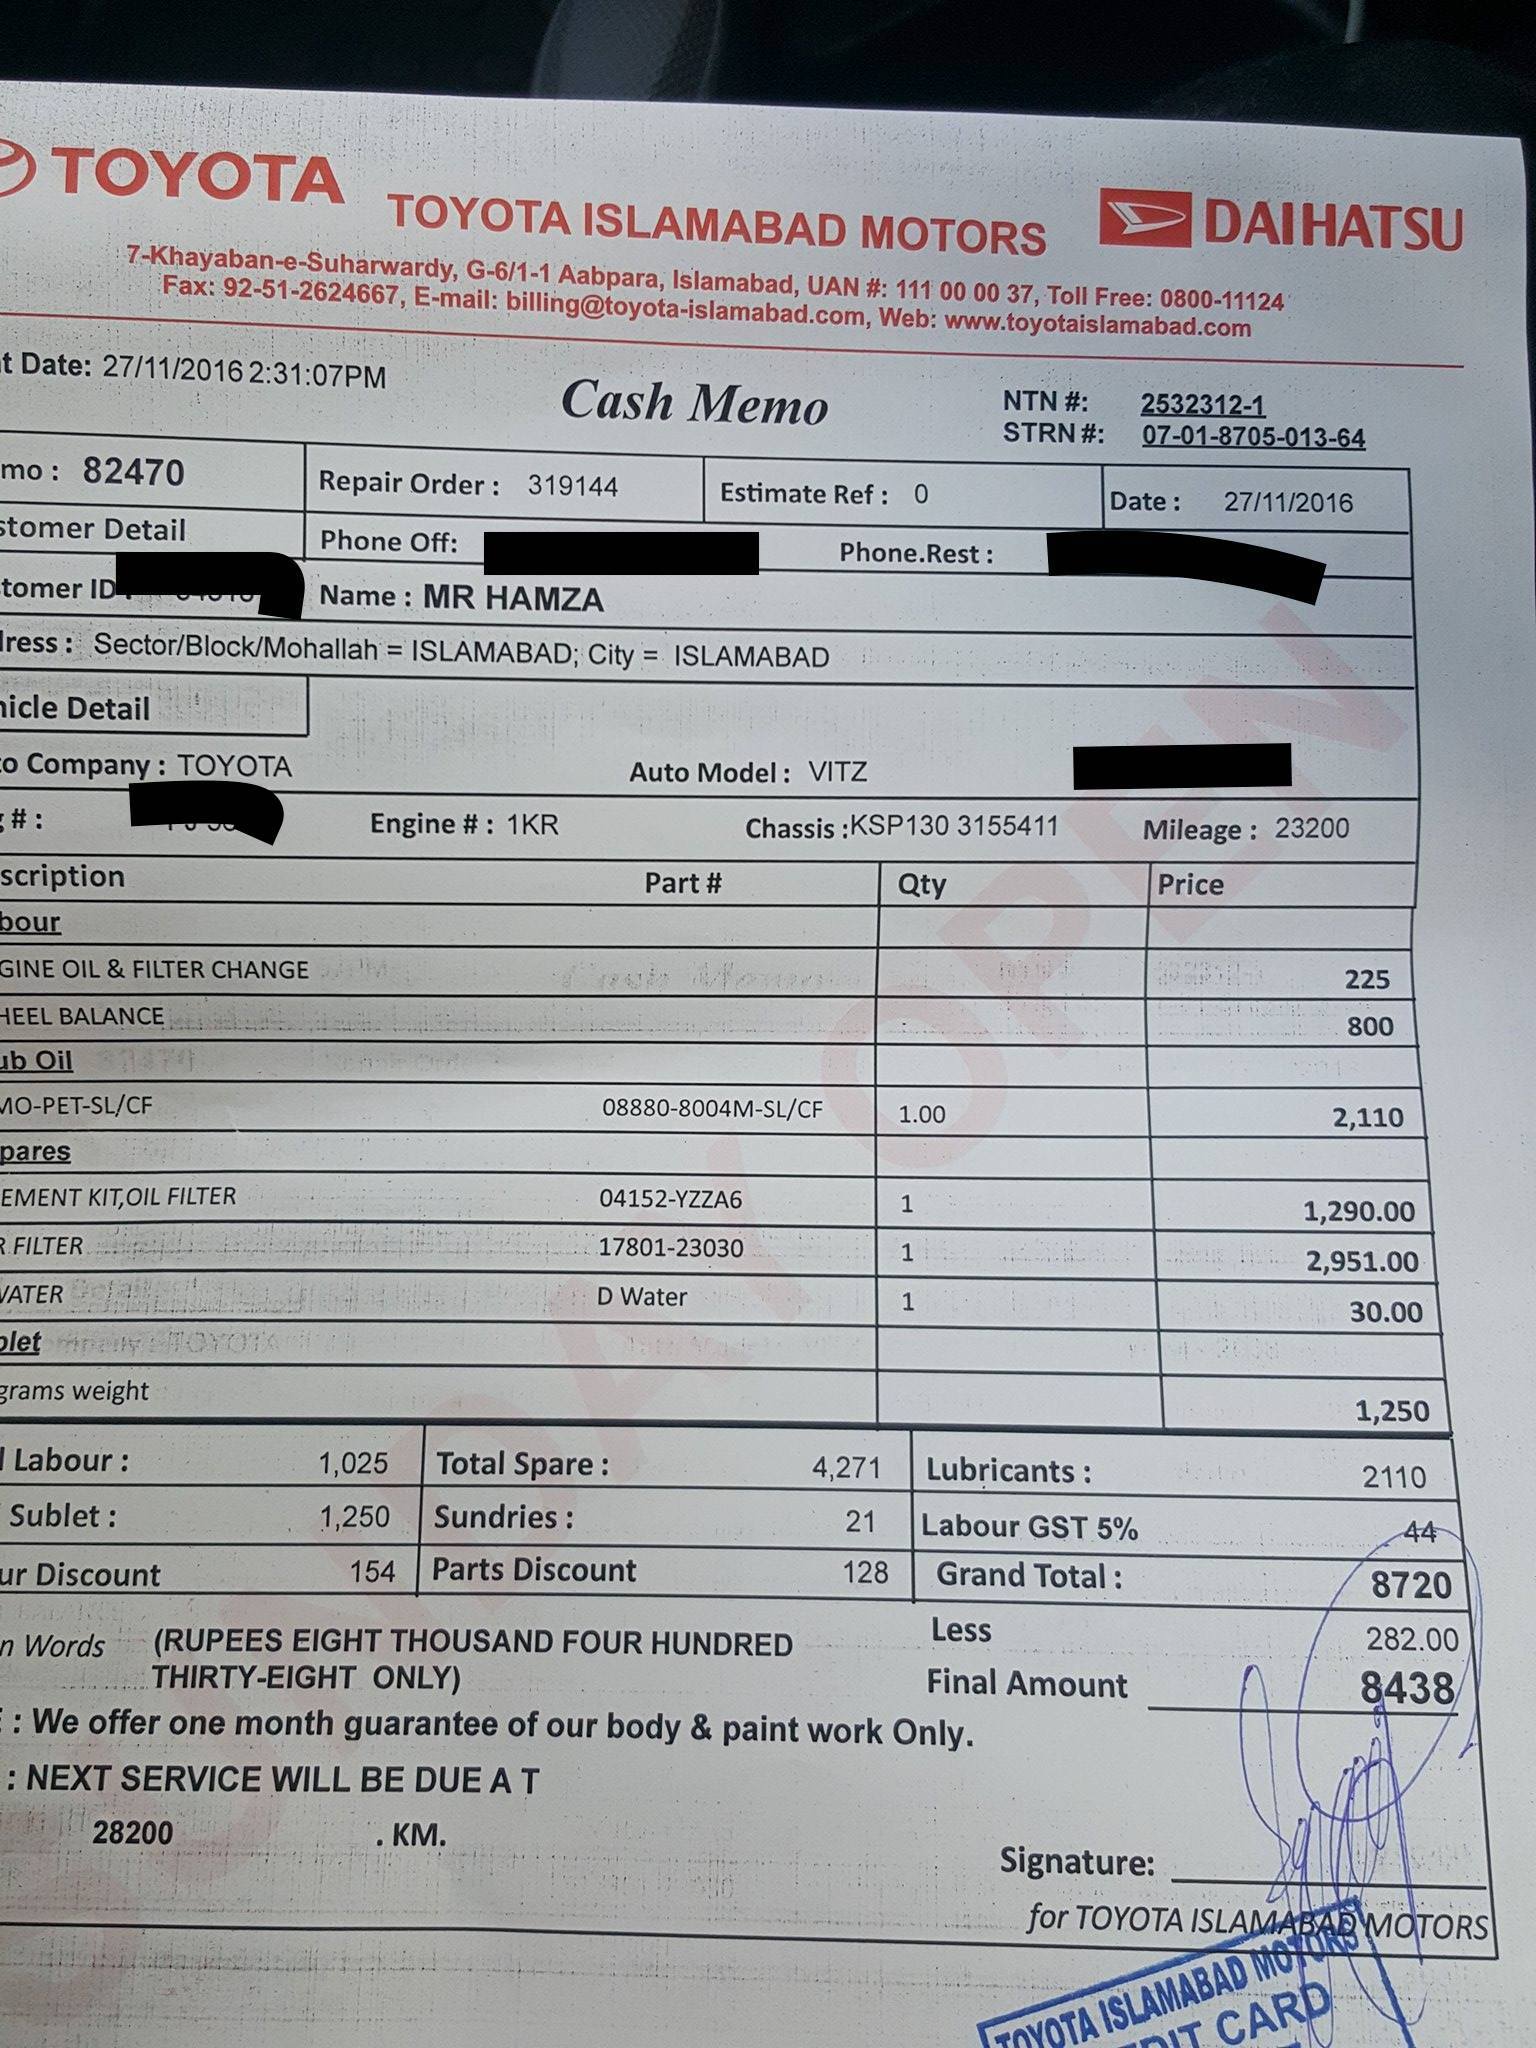 TOYOTA
TOYOTA ISLAMABAD MOTORS
DAIHATSU
7-Khayaban-e-Suharwardy, G-6/1-1 Aabpara, Islamabad, UAN #: 111 00 00 37, Toll Free: 0800-11124
Fax: 92-51-2624667, E-mail: billing@toyota-islamabad.com, Web: www.toyotaislamabad.com
t Date: 27/11/2016 2:31:07PM
Cash Memo
NTN #: 2532312-1
STRN #: 07-01-8705-013-64
mo : 82470 Repair Order : 319144 Estimate Ref : 0 Date : 27/11/2016
stomer Detail Phone Off: Phone.Rest :
tomer ID : Name : MR HAMZA
ress : Sector/Block/Mohallah = ISLAMABAD; City = ISLAMABAD
hicle Detail
to Company : TOYOTA Auto Model : VITZ
# : Engine # : 1KR Chassis :KSP130 3155411 Mileage : 23200
scription Part # Qty Price
bour
GINE OIL & FILTER CHANGE 225
HEEL BALANCE 800
ub Oil
MO-PET-SL/CF 08880-8004M-SL/CF 1.00 2,110
pares
EMENT KIT,OIL FILTER 04152-YZZA6 1 1,290.00
R FILTER 17801-23030 1 2,951.00
WATER D Water 1 30.00
blet
grams weight 1,250
l Labour : 1,025 Total Spare : 4,271 Lubricants : 2110
Sublet : 1,250 Sundries : 21 Labour GST 5% 44
ur Discount 154 Parts Discount 128 Grand Total : 8720
n Words (RUPEES EIGHT THOUSAND FOUR HUNDRED
THIRTY-EIGHT ONLY)
Less 282.00
Final Amount 8438
: We offer one month guarantee of our body & paint work Only.
: NEXT SERVICE WILL BE DUE A T
28200 . KM.
Signature:
for TOYOTA ISLAMABAD MOTORS
TOYOTA ISLAMABAD MOTORS
DIT CARD
SUNDAY OPEN